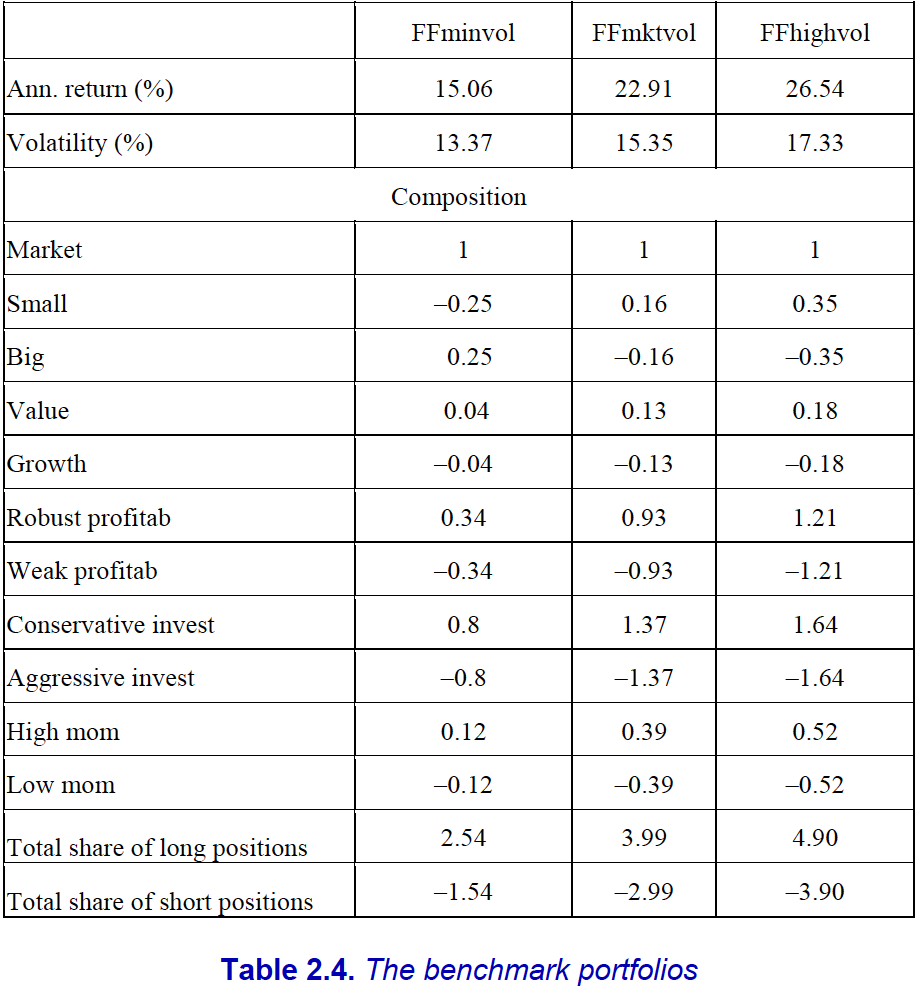 FFminvol FFmktvol FFhighvol
Ann. return (%) 15.06 22.91 26.54
Volatility (%) 13.37 15.35 17.33
Composition
Market 1 1 1
Small –0.25 0.16 0.35
Big 0.25 –0.16 –0.35
Value 0.04 0.13 0.18
Growth –0.04 –0.13 –0.18
Robust profitab 0.34 0.93 1.21
Weak profitab –0.34 –0.93 –1.21
Conservative invest 0.8 1.37 1.64
Aggressive invest –0.8 –1.37 –1.64
High mom 0.12 0.39 0.52
Low mom –0.12 –0.39 –0.52
Total share of long positions 2.54 3.99 4.90
Total share of short positions –1.54 –2.99 –3.90
Table 2.4. The benchmark portfolios